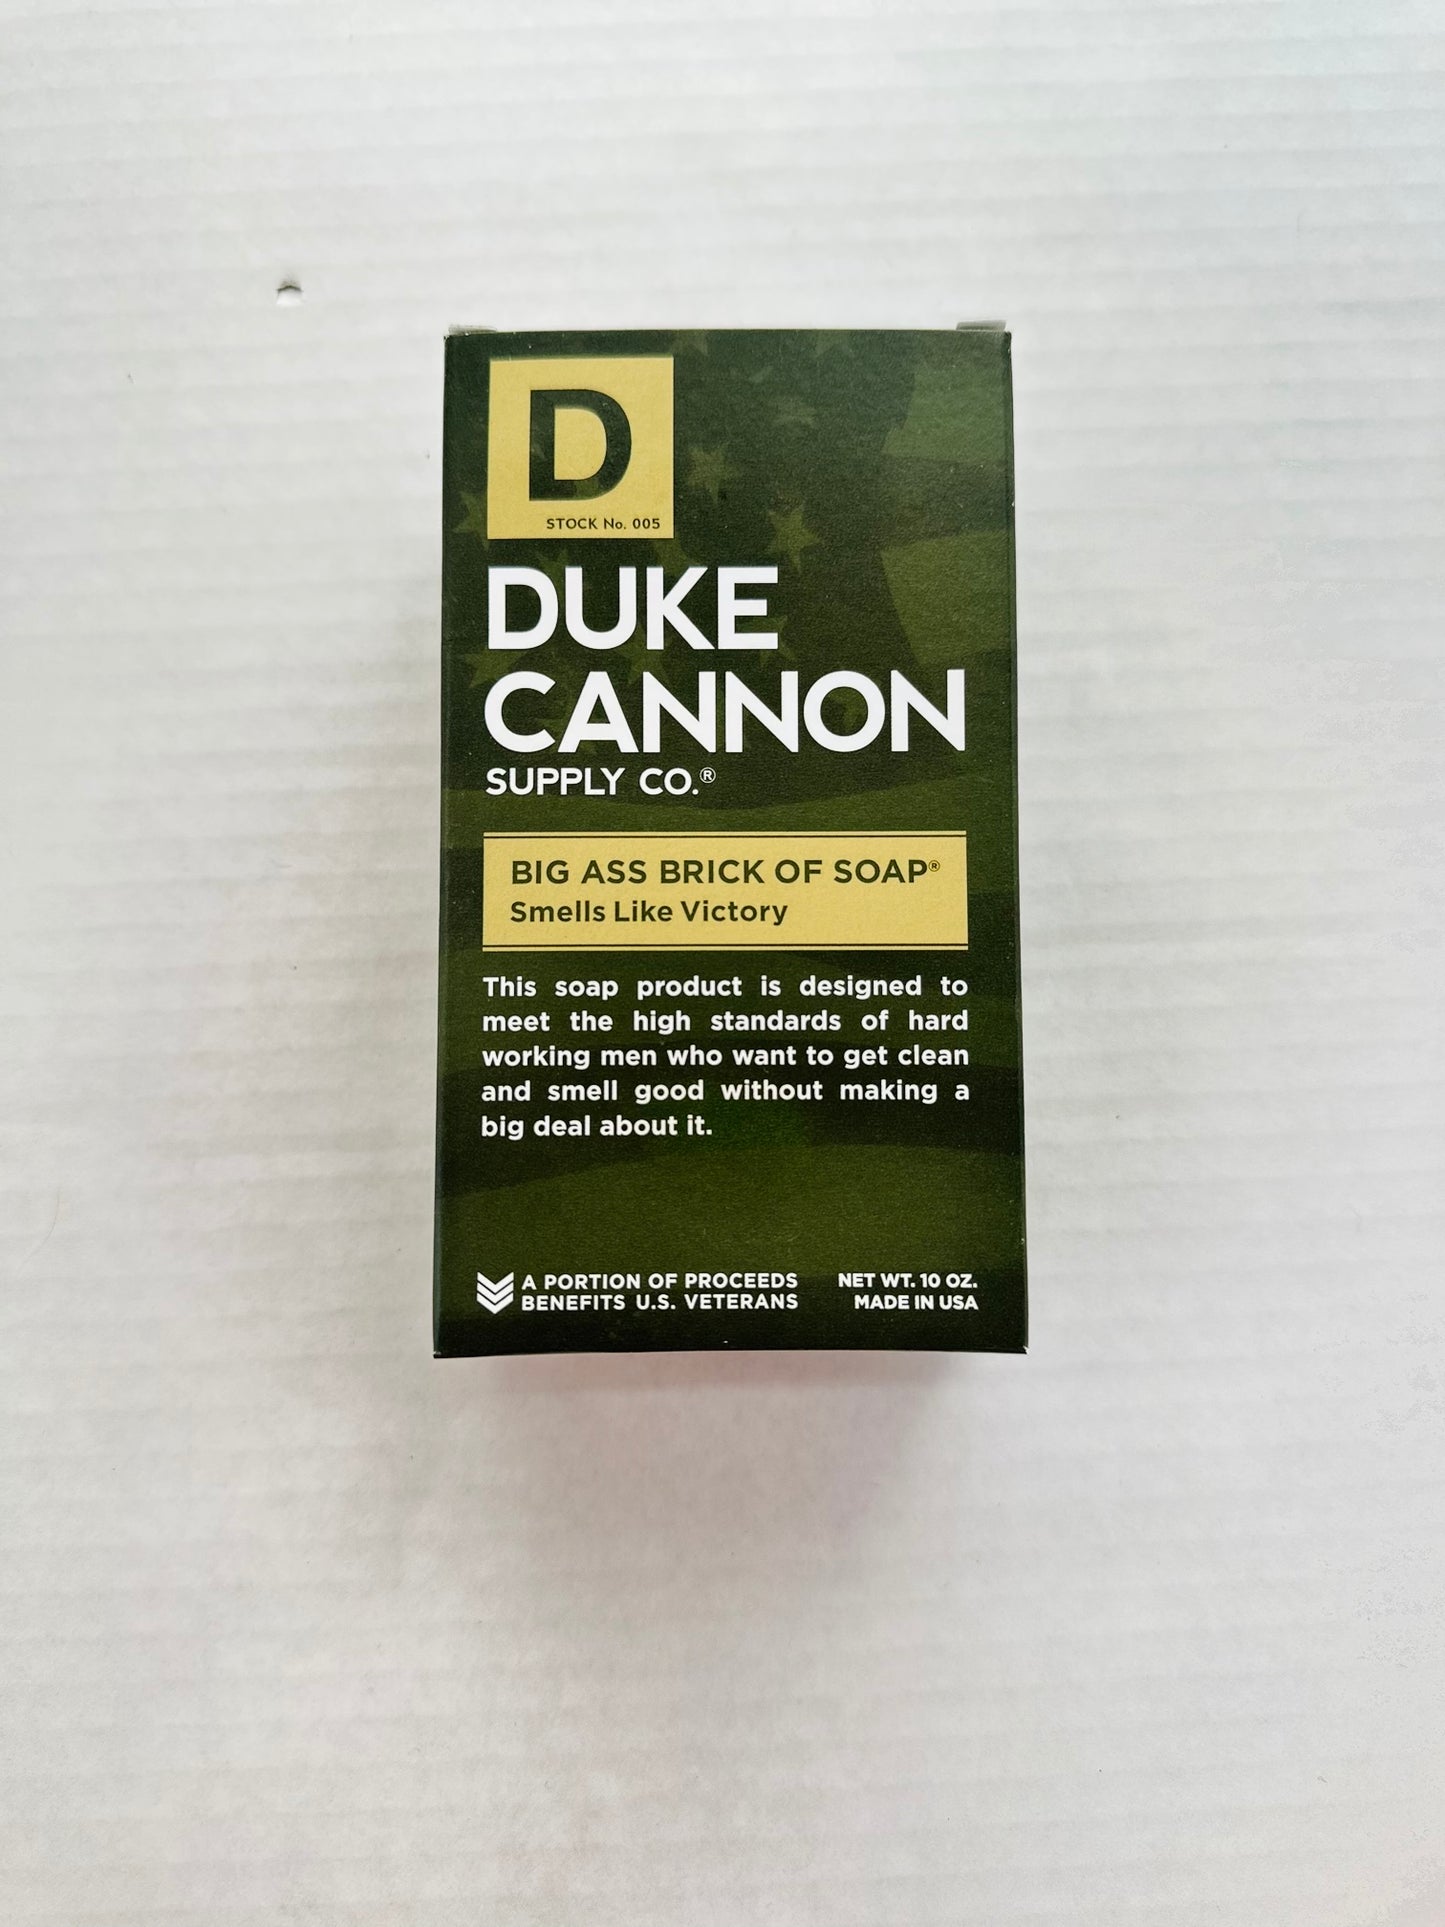 D
STOCK No. 005
DUKE
CANNON
SUPPLY CO.®
BIG ASS BRICK OF SOAP®
Smells Like Victory
This soap product is designed to
meet the high standards of hard
working men who want to get clean
and smell good without making a
big deal about it.
A PORTION OF PROCEEDS
BENEFITS U.S. VETERANS
NET WT. 10 OZ.
MADE IN USA